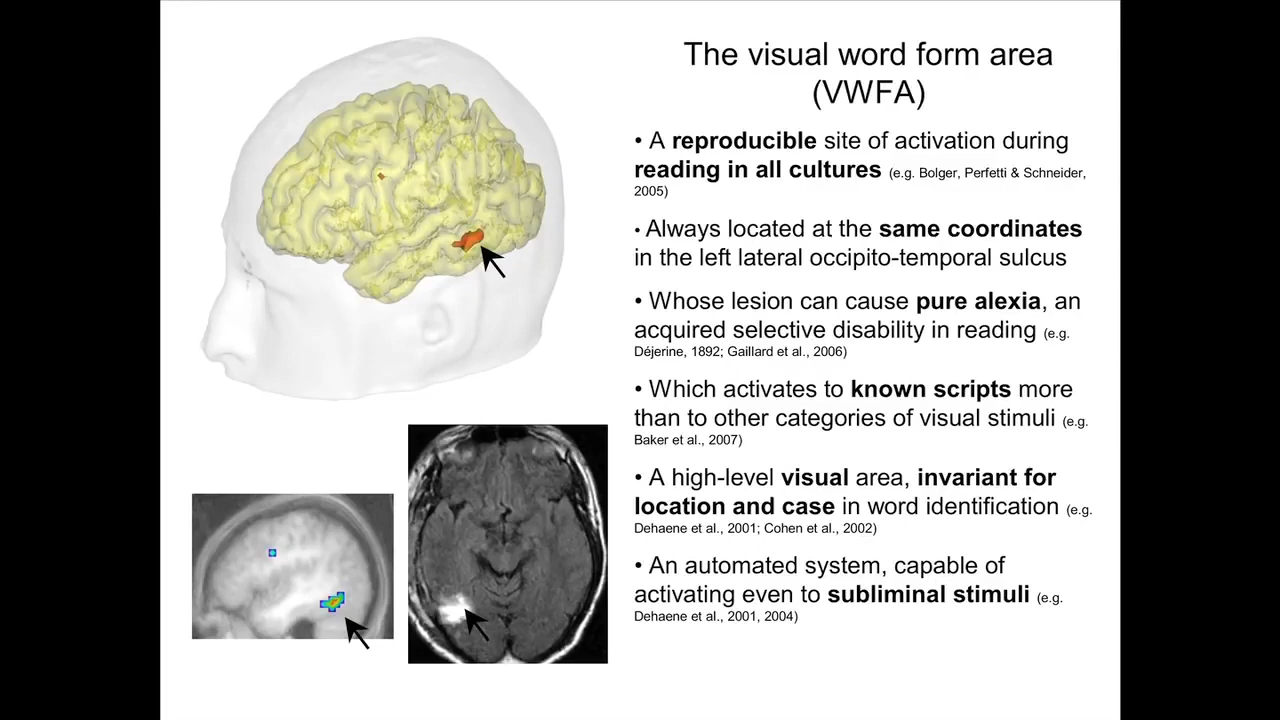 The visual word form area
(VWFA)
• A reproducible site of activation during
reading in all cultures (e.g. Bolger, Perfetti & Schneider,
2005)
• Always located at the same coordinates
in the left lateral occipito-temporal sulcus
• Whose lesion can cause pure alexia, an
acquired selective disability in reading (e.g.
Déjerine, 1892; Gaillard et al., 2006)
• Which activates to known scripts more
than to other categories of visual stimuli (e.g.
Baker et al., 2007)
• A high-level visual area, invariant for
location and case in word identification (e.g.
Dehaene et al., 2001; Cohen et al., 2002)
• An automated system, capable of
activating even to subliminal stimuli (e.g.
Dehaene et al., 2001, 2004)